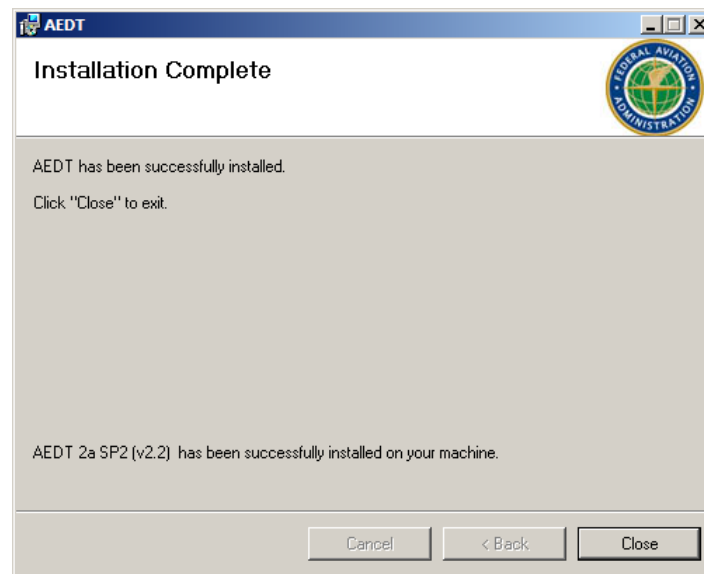 AEDT
Installation Complete
FEDERAL AVIATION
ADMINISTRATION
AEDT has been successfully installed.
Click "Close" to exit.
AEDT 2a SP2 (v2.2)  has been successfully installed on your machine.
Cancel
< Back
Close